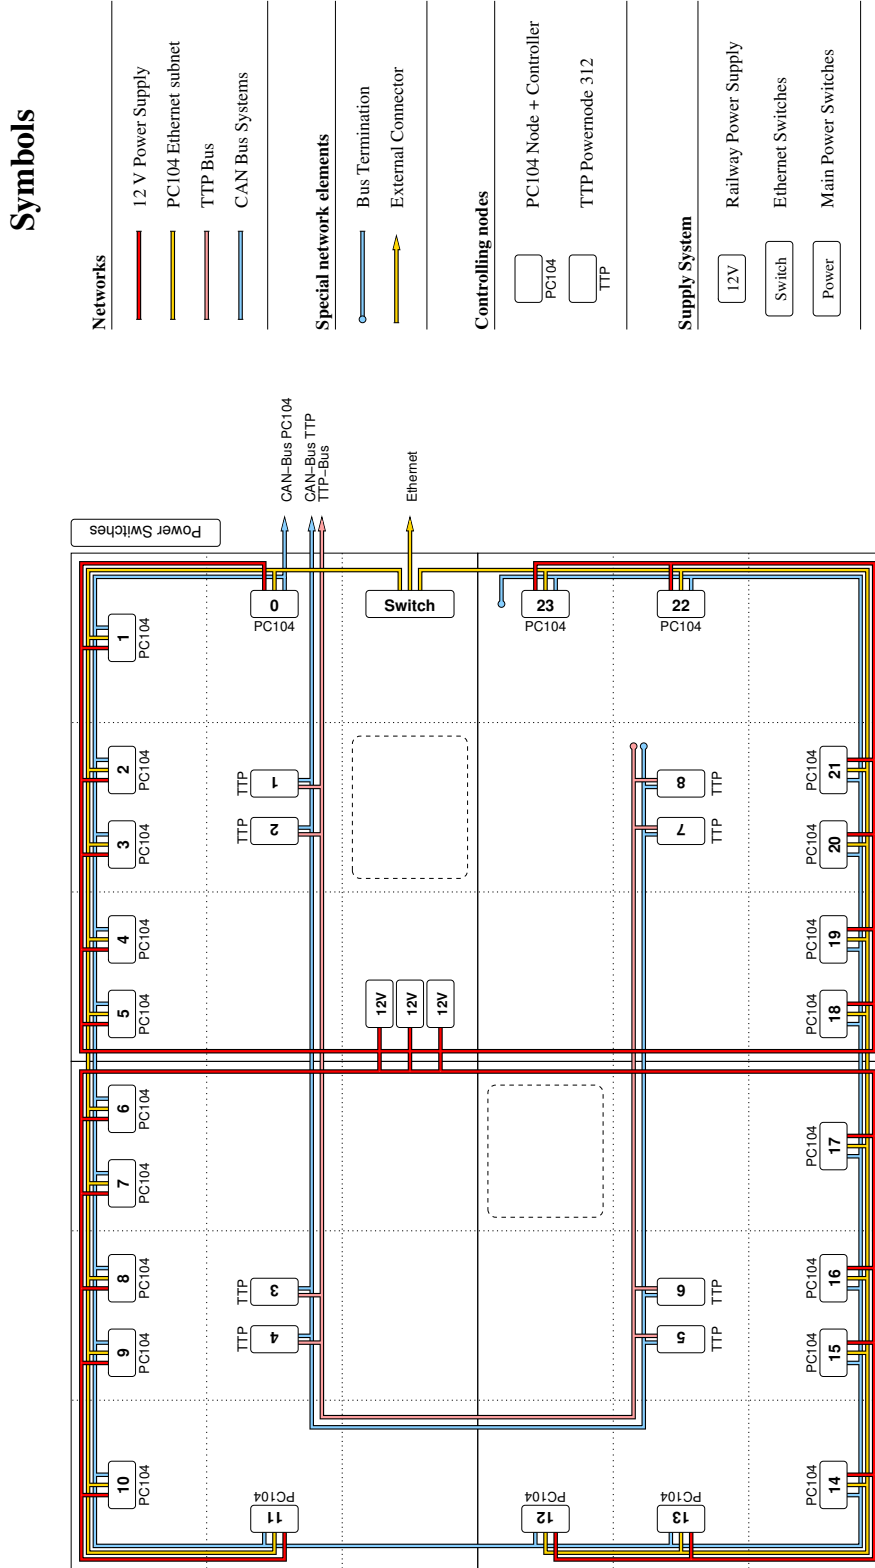 Symbols
Networks
12 V Power Supply
PC104 Ethernet subnet
TTP Bus
CAN Bus Systems
Special network elements
Bus Termination
External Connector
Controlling nodes
PC104
PC104 Node + Controller
TTP
TTP Powernode 312
Supply System
12V
Railway Power Supply
Switch
Ethernet Switches
Power
Main Power Switches
Power Switches
CAN−Bus PC104
CAN−Bus TTP
TTP−Bus
Ethernet
0
PC104
Switch
23
PC104
22
PC104
1
PC104
2
PC104
3
PC104
4
PC104
5
PC104
6
PC104
7
PC104
8
PC104
9
PC104
10
PC104
11
PC104
12
PC104
13
PC104
14
PC104
15
PC104
16
PC104
17
PC104
18
PC104
19
PC104
20
PC104
21
PC104
TTP
1
TTP
2
TTP
3
TTP
4
5
TTP
6
TTP
7
TTP
8
TTP
12V
12V
12V